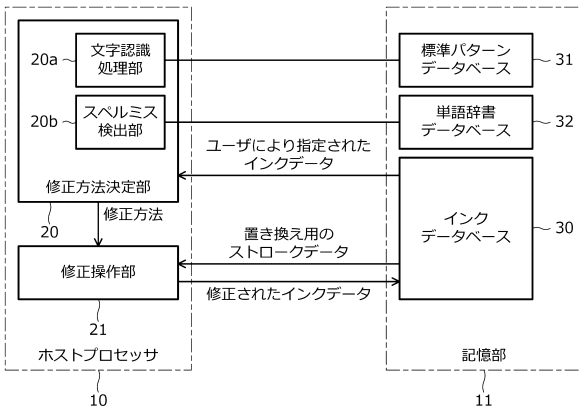 20a
文字認識
処理部
標準パターン
データベース
31
20b
スペルミス
検出部
単語辞書
データベース
32
ユーザにより指定された
インクデータ
修正方法決定部
20
修正方法
インク
データベース
30
置き換え用の
ストロークデータ
修正操作部
21
修正されたインクデータ
ホストプロセッサ
10
記憶部
11